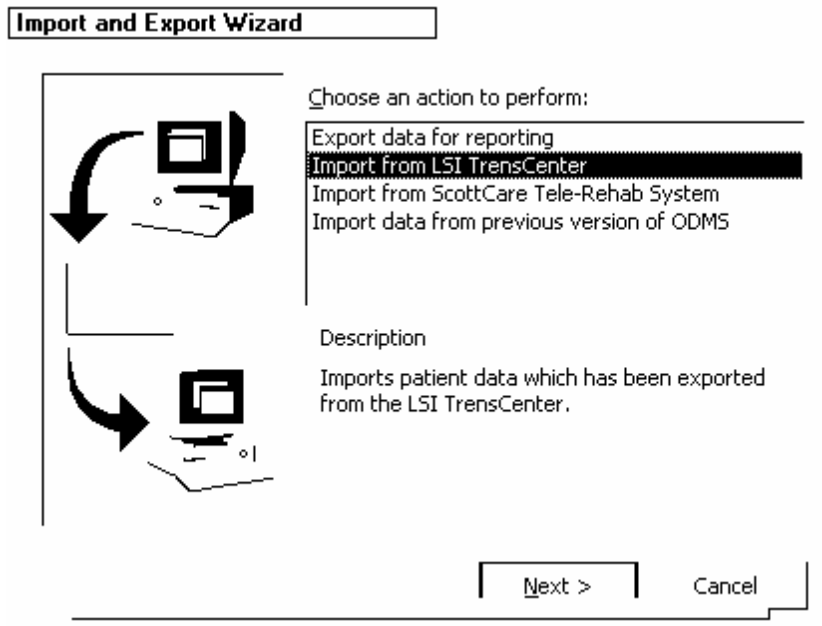 Import and Export Wizard
Choose an action to perform:
Export data for reporting
Import from LSI TrensCenter
Import from ScottCare Tele-Rehab System
Import data from previous version of ODMS
Description
Imports patient data which has been exported
from the LSI TrensCenter.
Next > Cancel